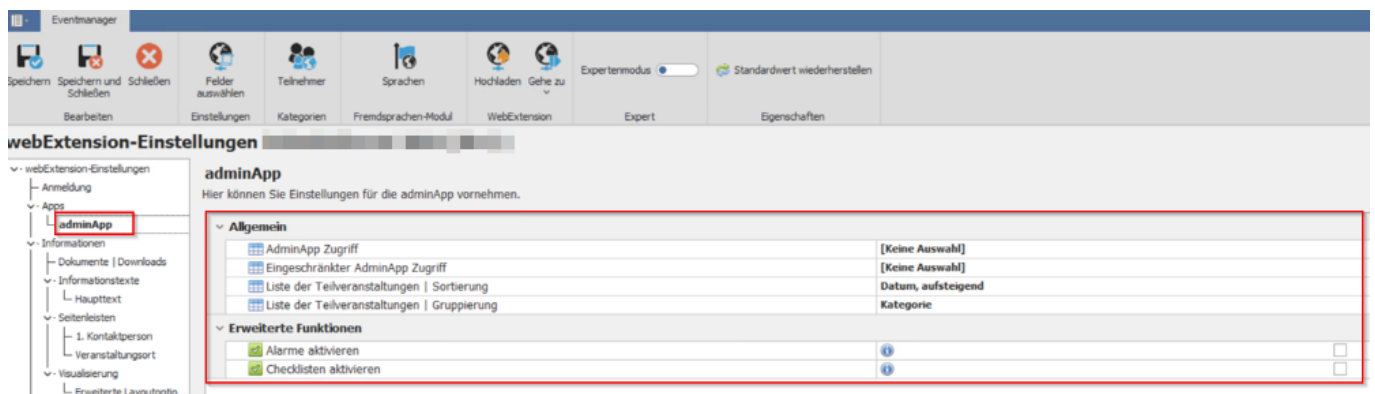 Eventmanager
Speichern
Speichern und Schließen
Schließen
Felder auswählen
Teilnehmer
Sprachen
Hochladen
Gehe zu
Expertenmodus
Standardwert wiederherstellen
Bearbeiten
Einstellungen
Kategorien
Fremdsprachen-Modul
WebExtension
Expert
Eigenschaften
webExtension-Einstellungen
webExtension-Einstellungen
Anmeldung
Apps
adminApp
Informationen
Dokumente | Downloads
Informationstexte
Haupttext
Seitenleisten
1. Kontaktperson
Veranstaltungsort
Visualisierung
Erweiterte Layoutoptio
adminApp
Hier können Sie Einstellungen für die adminApp vornehmen.
Allgemein
AdminApp Zugriff [Keine Auswahl]
Eingeschränkter AdminApp Zugriff [Keine Auswahl]
Liste der Teilveranstaltungen | Sortierung Datum, aufsteigend
Liste der Teilveranstaltungen | Gruppierung Kategorie
Erweiterte Funktionen
Alarme aktivieren
Checklisten aktivieren